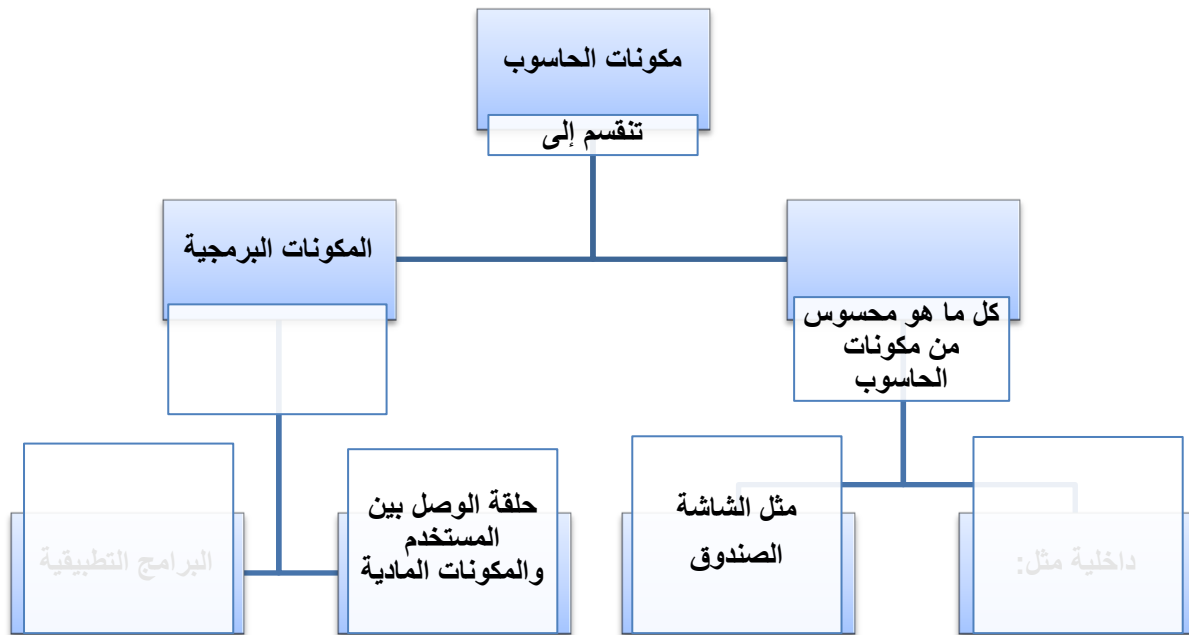 مكونات الحاسوب
تنقسم إلى
المكونات البرمجية
كل ما هو محسوس
من مكونات
الحاسوب
داخلية مثل:
مثل الشاشة
الصندوق
حلقة الوصل بين
المستخدم
والمكونات المادية
البرامج التطبيقية